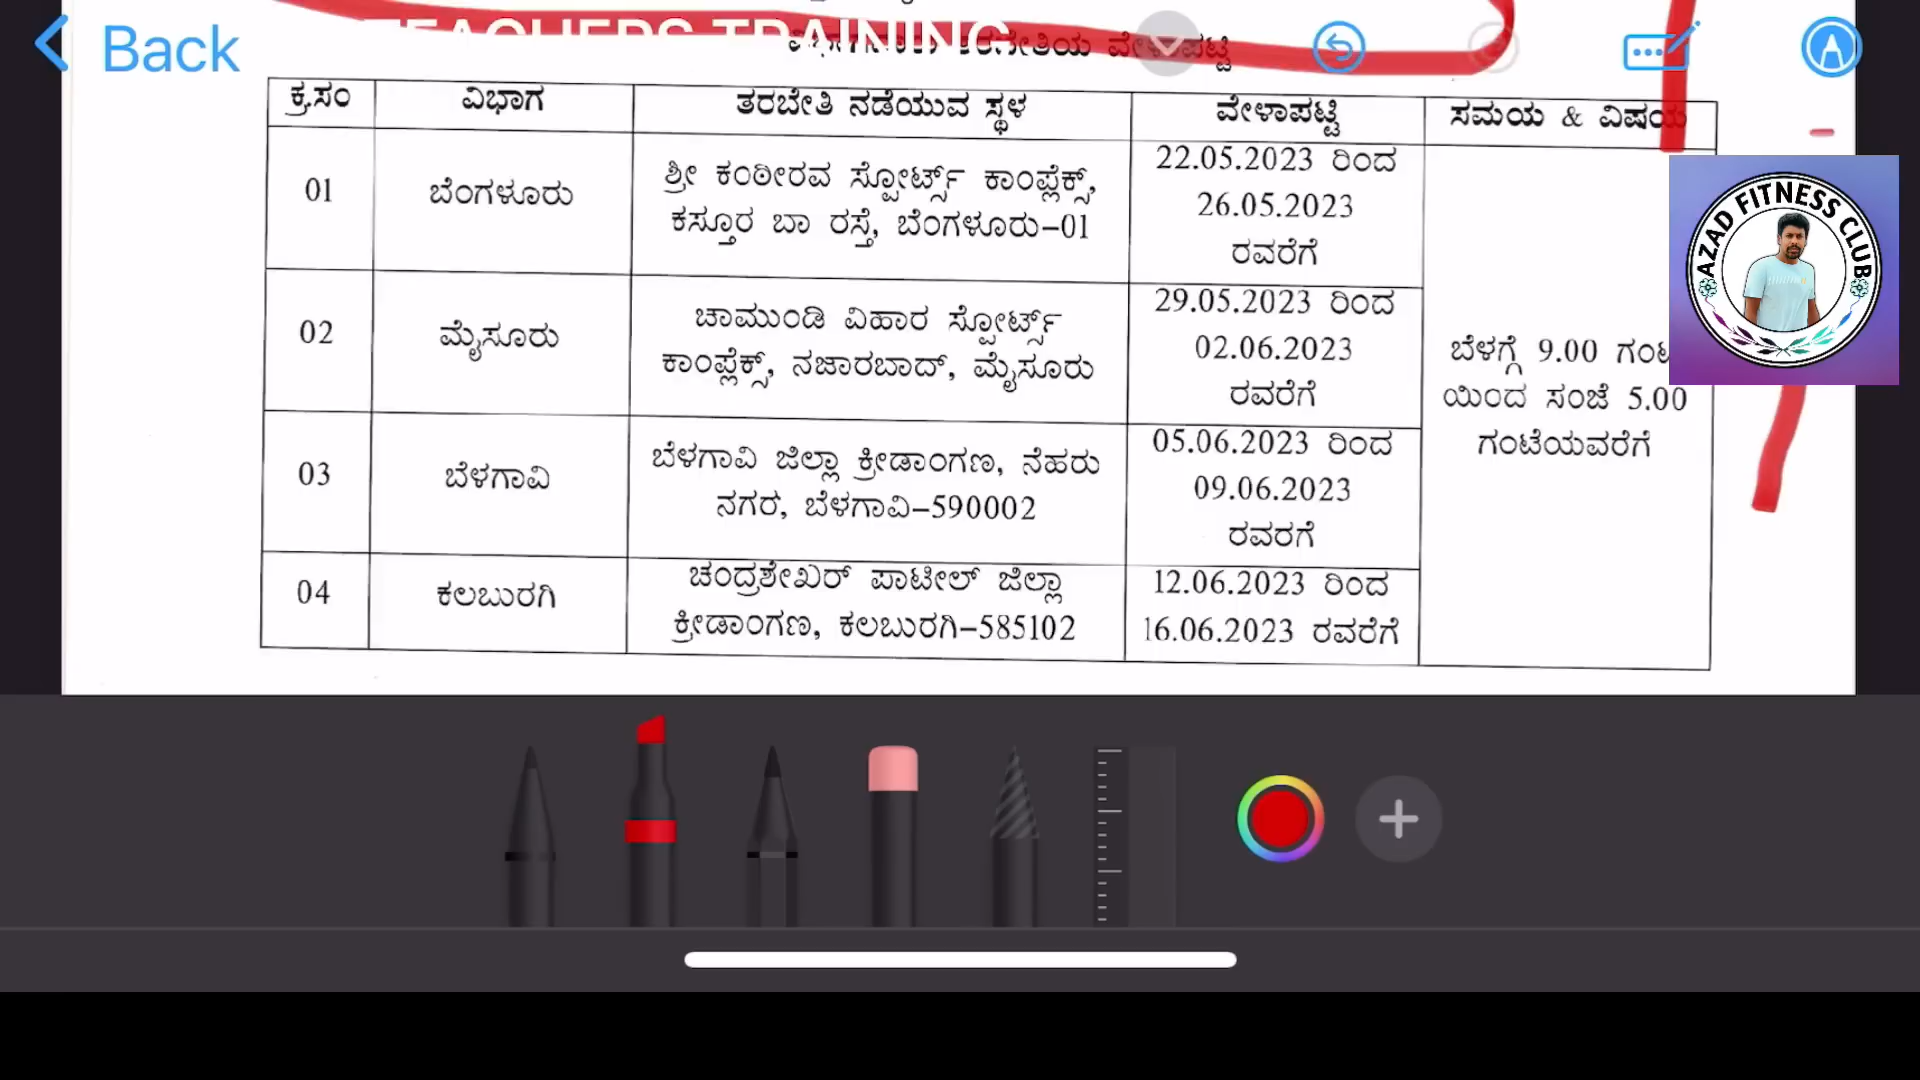 Back
TEACHERS TRAINING
ವೇಳಾಪಟ್ಟಿ
ಕ್ರ.ಸಂ ವಿಭಾಗ ತರಬೇತಿ ನಡೆಯುವ ಸ್ಥಳ ವೇಳಾಪಟ್ಟಿ ಸಮಯ & ವಿಷಯ
01 ಬೆಂಗಳೂರು
ಶ್ರೀ ಕಂಠೀರವ ಸ್ಪೋರ್ಟ್ಸ್ ಕಾಂಪ್ಲೆಕ್ಸ್,
ಕಸ್ತೂರ ಬಾ ರಸ್ತೆ, ಬೆಂಗಳೂರು–01
22.05.2023 ರಿಂದ
26.05.2023
ರವರೆಗೆ
02 ಮೈಸೂರು
ಚಾಮುಂಡಿ ವಿಹಾರ ಸ್ಪೋರ್ಟ್ಸ್
ಕಾಂಪ್ಲೆಕ್ಸ್, ನಜಾರಬಾದ್, ಮೈಸೂರು
29.05.2023 ರಿಂದ
02.06.2023
ರವರೆಗೆ
03 ಬೆಳಗಾವಿ
ಬೆಳಗಾವಿ ಜಿಲ್ಲಾ ಕ್ರೀಡಾಂಗಣ, ನೆಹರು
ನಗರ, ಬೆಳಗಾವಿ–590002
05.06.2023 ರಿಂದ
09.06.2023
ರವರಗೆ
04 ಕಲಬುರಗಿ
ಚಂದ್ರಶೇಖರ್ ಪಾಟೀಲ್ ಜಿಲ್ಲಾ
ಕ್ರೀಡಾಂಗಣ, ಕಲಬುರಗಿ–585102
12.06.2023 ರಿಂದ
16.06.2023 ರವರೆಗೆ
ಬೆಳಗ್ಗೆ 9.00
ಯಿಂದ ಸಂಜೆ 5.00
ಗಂಟೆಯವರೆಗೆ
AZAD FITNESS CLUB